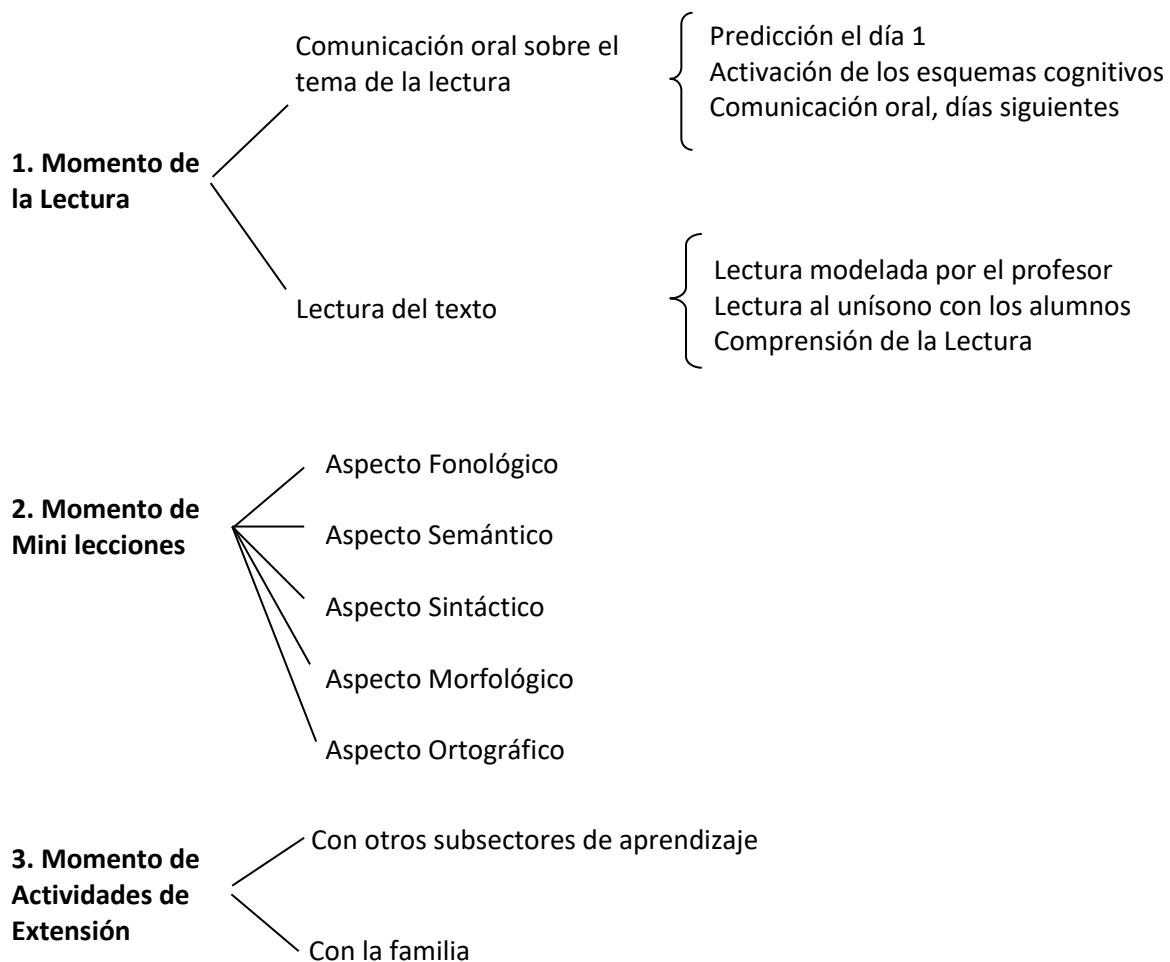 Comunicación oral sobre el
tema de la lectura
Predicción el día 1
Activación de los esquemas cognitivos
Comunicación oral, días siguientes
1. Momento de
la Lectura
Lectura del texto
Lectura modelada por el profesor
Lectura al unísono con los alumnos
Comprensión de la Lectura
2. Momento de
Mini lecciones
Aspecto Fonológico
Aspecto Semántico
Aspecto Sintáctico
Aspecto Morfológico
Aspecto Ortográfico
3. Momento de
Actividades de
Extensión
Con otros subsectores de aprendizaje
Con la familia